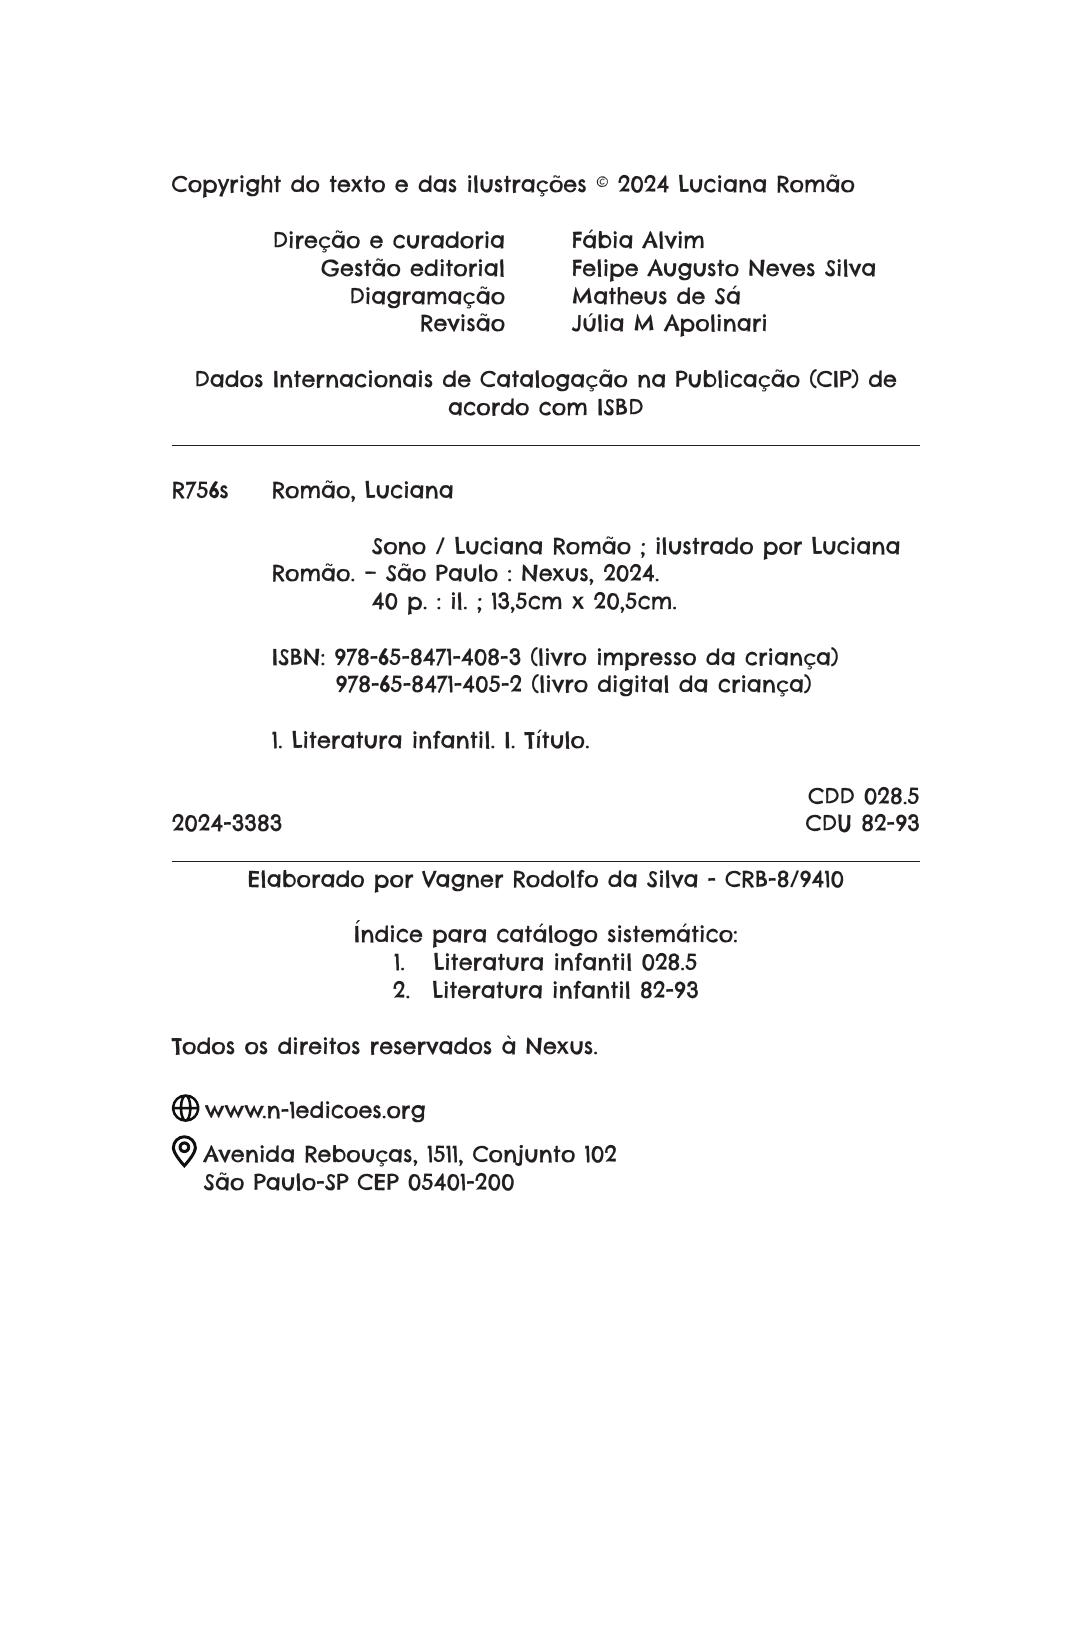 Copyright do texto e das ilustrações © 2024 Luciana Romão
Direção e curadoria Fábia Alvim
Gestão editorial Felipe Augusto Neves Silva
Diagramação Matheus de Sá
Revisão Júlia M Apolinari
Dados Internacionais de Catalogação na Publicação (CIP) de
acordo com ISBD
R756s Romão, Luciana
Sono / Luciana Romão ; ilustrado por Luciana
Romão. – São Paulo : Nexus, 2024.
40 p. : il. ; 13,5cm x 20,5cm.
ISBN: 978-65-8471-408-3 (livro impresso da criança)
978-65-8471-405-2 (livro digital da criança)
1. Literatura infantil. I. Título.
CDD 028.5
2024-3383 CDU 82-93
Elaborado por Vagner Rodolfo da Silva - CRB-8/9410
Índice para catálogo sistemático:
1. Literatura infantil 028.5
2. Literatura infantil 82-93
Todos os direitos reservados à Nexus.
www.n-1edicoes.org
Avenida Rebouças, 1511, Conjunto 102
São Paulo-SP CEP 05401-200